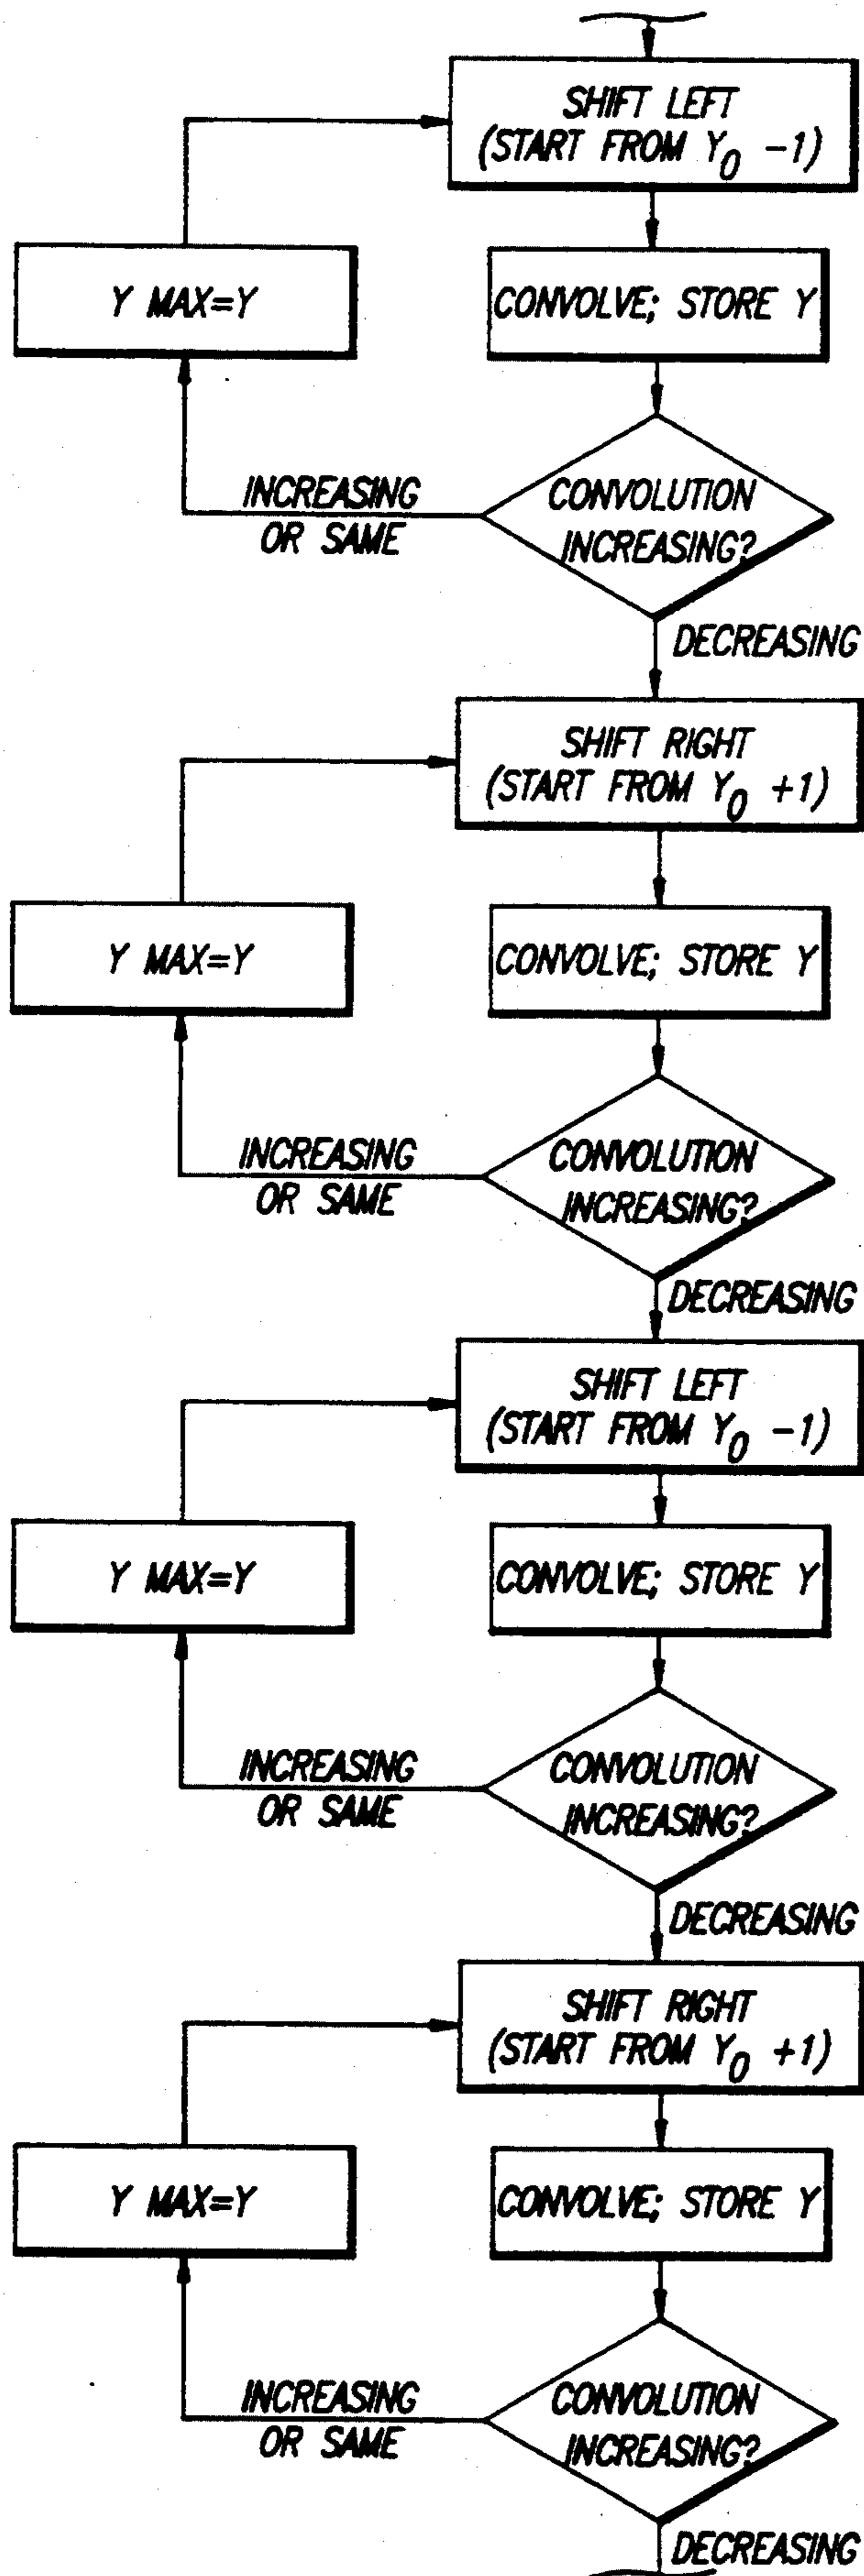 SHIFT LEFT
(START FROM Y0 -1)
Y MAX=Y
CONVOLVE; STORE Y
INCREASING
OR SAME
CONVOLUTION
INCREASING?
DECREASING
SHIFT RIGHT
(START FROM Y0 +1)
Y MAX=Y
CONVOLVE; STORE Y
INCREASING
OR SAME
CONVOLUTION
INCREASING?
DECREASING
SHIFT LEFT
(START FROM Y0 -1)
Y MAX=Y
CONVOLVE; STORE Y
INCREASING
OR SAME
CONVOLUTION
INCREASING?
DECREASING
SHIFT RIGHT
(START FROM Y0 +1)
Y MAX=Y
CONVOLVE; STORE Y
INCREASING
OR SAME
CONVOLUTION
INCREASING?
DECREASING